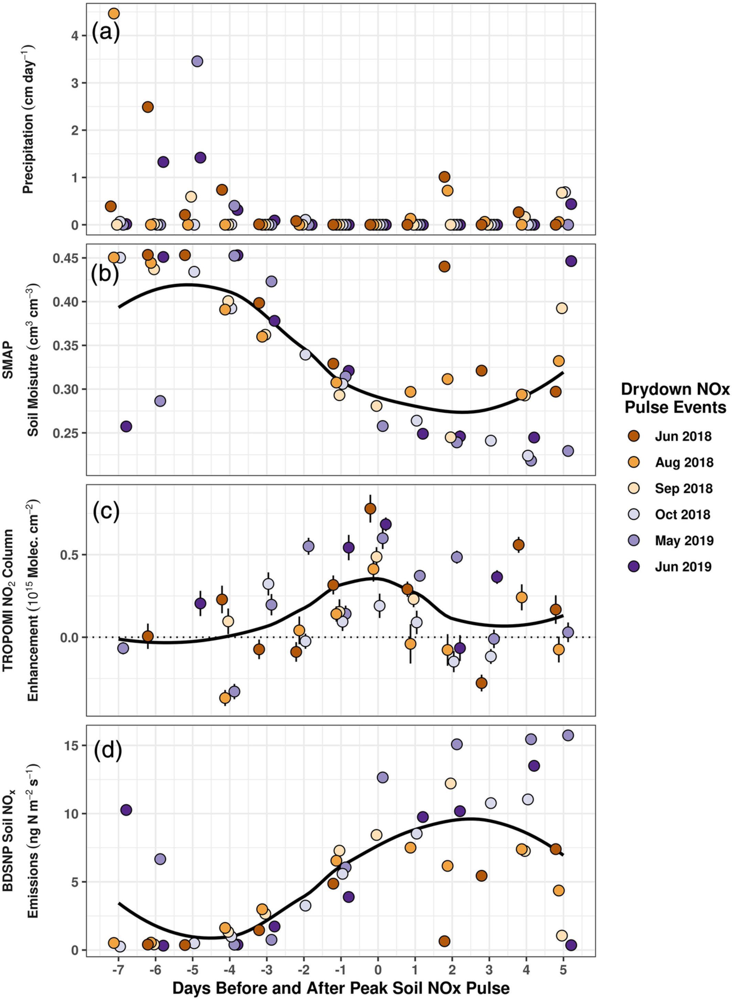 (a)
Precipitation (cm day⁻¹)
4
3
2
1
0
(b)
SMAP
Soil Moisutre (cm³ cm⁻³)
0.45
0.40
0.35
0.30
0.25
(c)
TROPOMI NO₂ Column
Enhancement (10¹⁵ Molec. cm⁻²)
0.5
0.0
(d)
BDSNP Soil NOₓ
Emissions (ng N m⁻² s⁻¹)
15
10
5
0
-7 -6 -5 -4 -3 -2 -1 0 1 2 3 4 5
Days Before and After Peak Soil NOx Pulse
Drydown NOx
Pulse Events
Jun 2018
Aug 2018
Sep 2018
Oct 2018
May 2019
Jun 2019